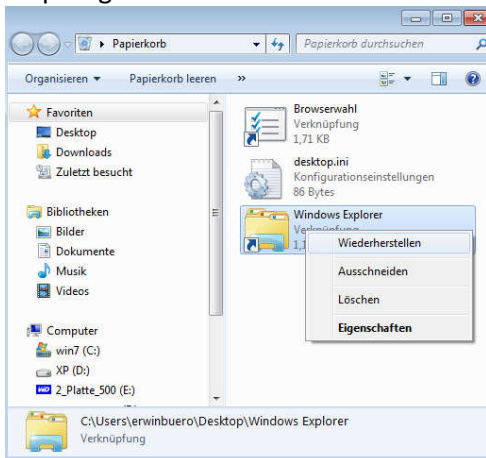 Papierkorb
Papierkorb durchsuchen
Organisieren
Papierkorb leeren
»
Favoriten
Desktop
Downloads
Zuletzt besucht
Bibliotheken
Bilder
Dokumente
Musik
Videos
Computer
win7 (C:)
XP (D:)
2_Platte_500 (E:)
Browserwahl
Verknüpfung
1,71 KB
desktop.ini
Konfigurationseinstellungen
86 Bytes
Windows Explorer
Wiederherstellen
Ausschneiden
Löschen
Eigenschaften
C:\Users\erwinbuero\Desktop\Windows Explorer
Verknüpfung